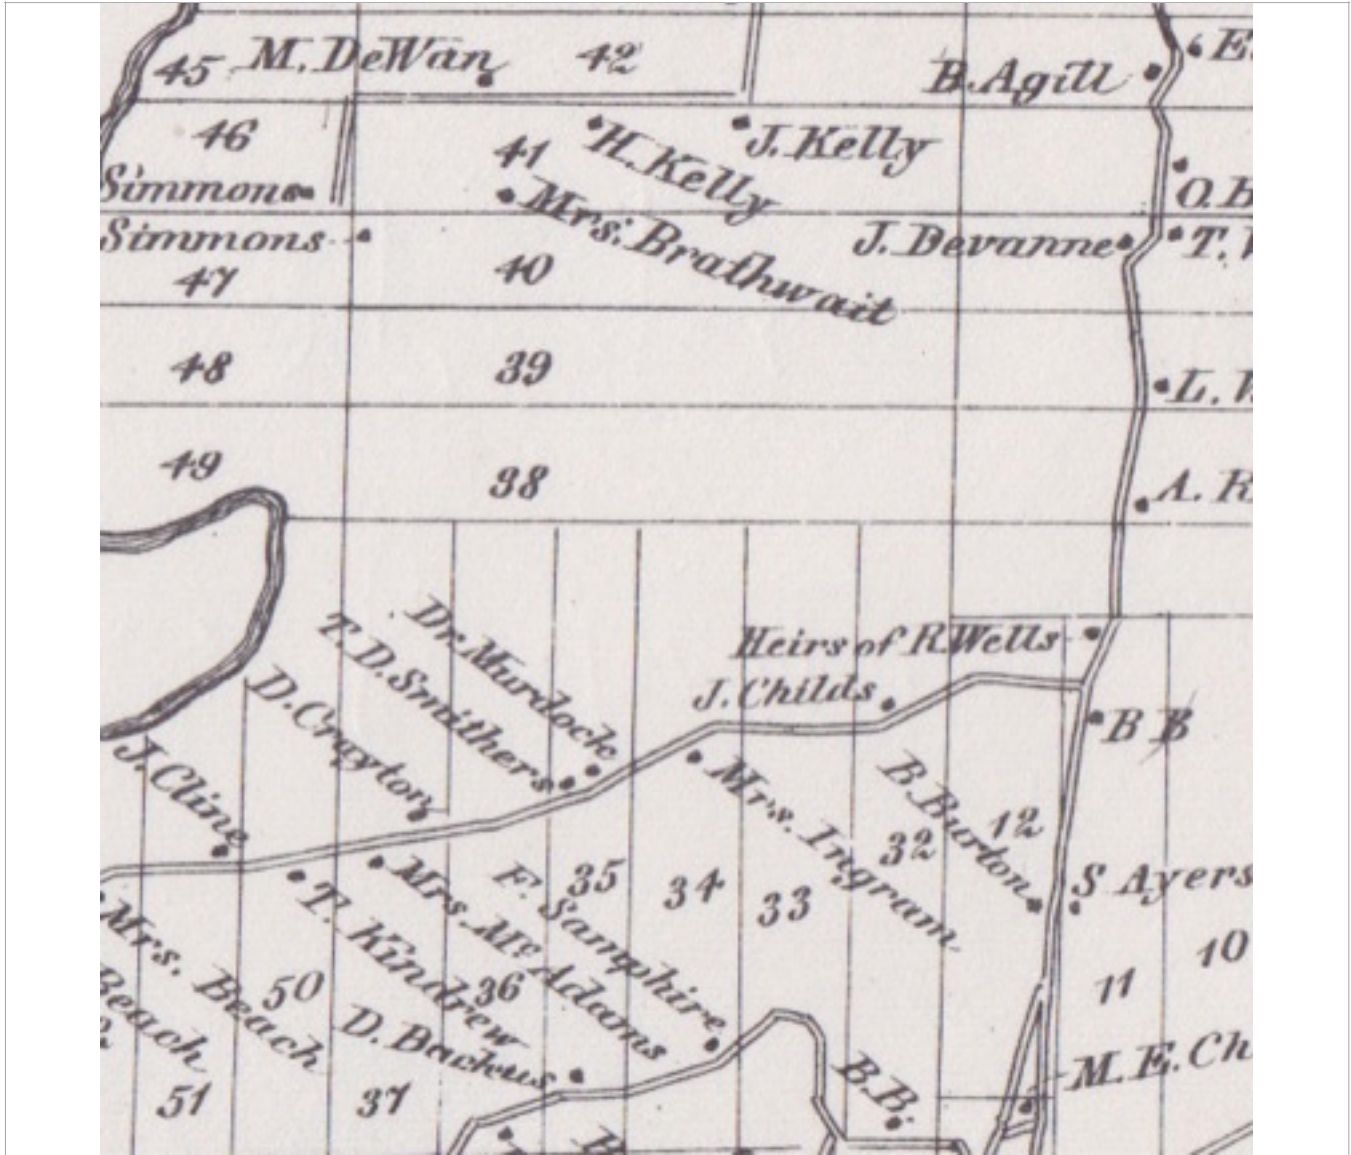 45 M. DeWan 42
B. Agill
E.
46
41
H. Kelly
J. Kelly
Simmons
Mrs. Brathwait
O. B
Simmons
J. Devanne
T.
47
40
48
39
L.
49
38
A.
Dr. Murdock
T. D. Smithers
D. Crayton
J. Cline
Heirs of R. Wells
J. Childs
B B
Mrs. Ingram
B. Burton
12
32
35
34
33
S Ayers
Mrs. McAdams
F. Samphire
T. Kindrew
36
50
10
11
Mrs. Beach
Beach
D. Backus
M. E. Ch
B. B.
51
37